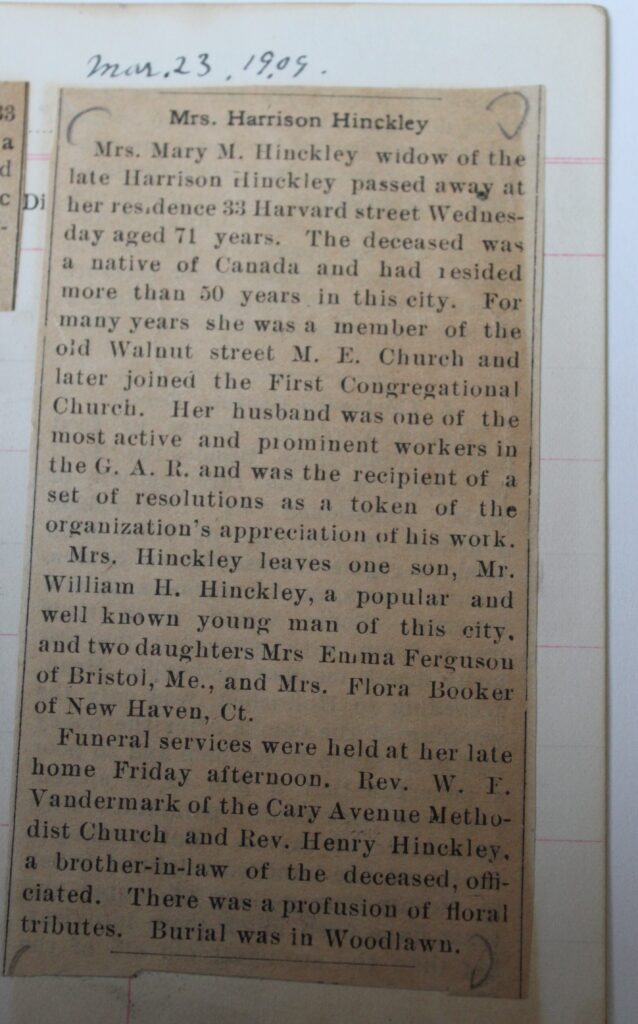 Mar. 23, 1909.
33
a
d
c
-
Di
Mrs. Harrison Hinckley
Mrs. Mary M. Hinckley widow of the
late Harrison Hinckley passed away at
her residence 33 Harvard street Wednes-
day aged 71 years. The deceased was
a native of Canada and had resided
more than 50 years in this city. For
many years she was a member of the
old Walnut street M. E. Church and
later joined the First Congregational
Church. Her husband was one of the
most active and prominent workers in
the G. A. R. and was the recipient of a
set of resolutions as a token of the
organization's appreciation of his work.
Mrs. Hinckley leaves one son, Mr.
William H. Hinckley, a popular and
well known young man of this city.
and two daughters Mrs Emma Ferguson
of Bristol, Me., and Mrs. Flora Booker
of New Haven, Ct.
Funeral services were held at her late
home Friday afternoon. Rev. W. F.
Vandermark of the Cary Avenue Metho-
dist Church and Rev. Henry Hinckley,
a brother-in-law of the deceased, offi-
ciated. There was a profusion of floral
tributes. Burial was in Woodlawn.